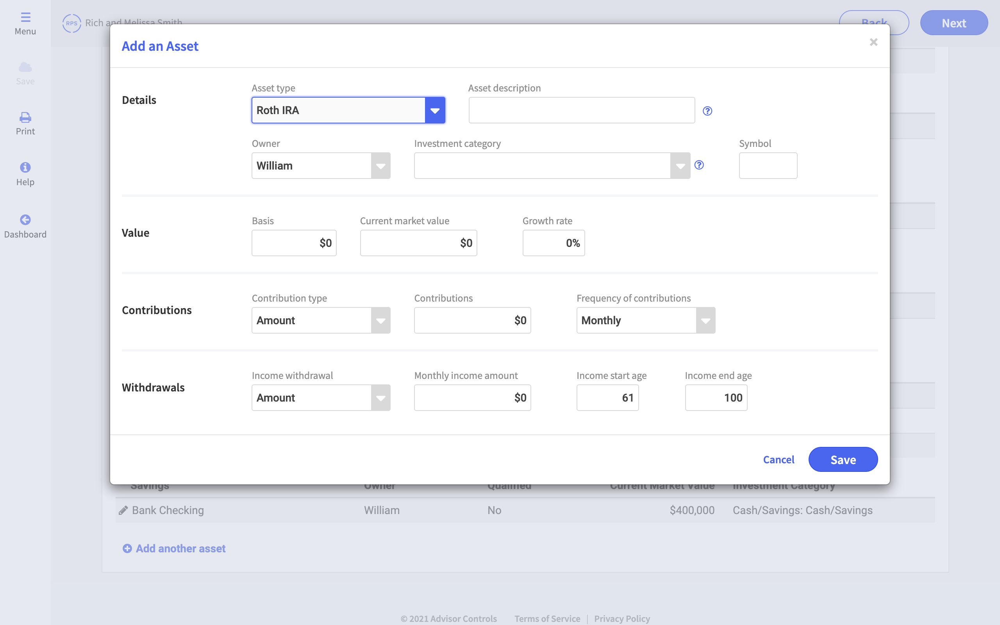 Menu
RPS Rich and Melissa Smith
Back
Next
Add an Asset
Save
Details
Asset type
Asset description
Roth IRA
Print
Owner
Investment category
Symbol
William
Help
Value
Basis
Current market value
Growth rate
$0
$0
0%
Dashboard
Contributions
Contribution type
Contributions
Frequency of contributions
Amount
$0
Monthly
Withdrawals
Income withdrawal
Monthly income amount
Income start age
Income end age
Amount
$0
61
100
Cancel
Save
Savings Owner Qualified Current Market Value Investment Category
Bank Checking William No $400,000 Cash/Savings: Cash/Savings
Add another asset
© 2021 Advisor Controls Terms of Service | Privacy Policy